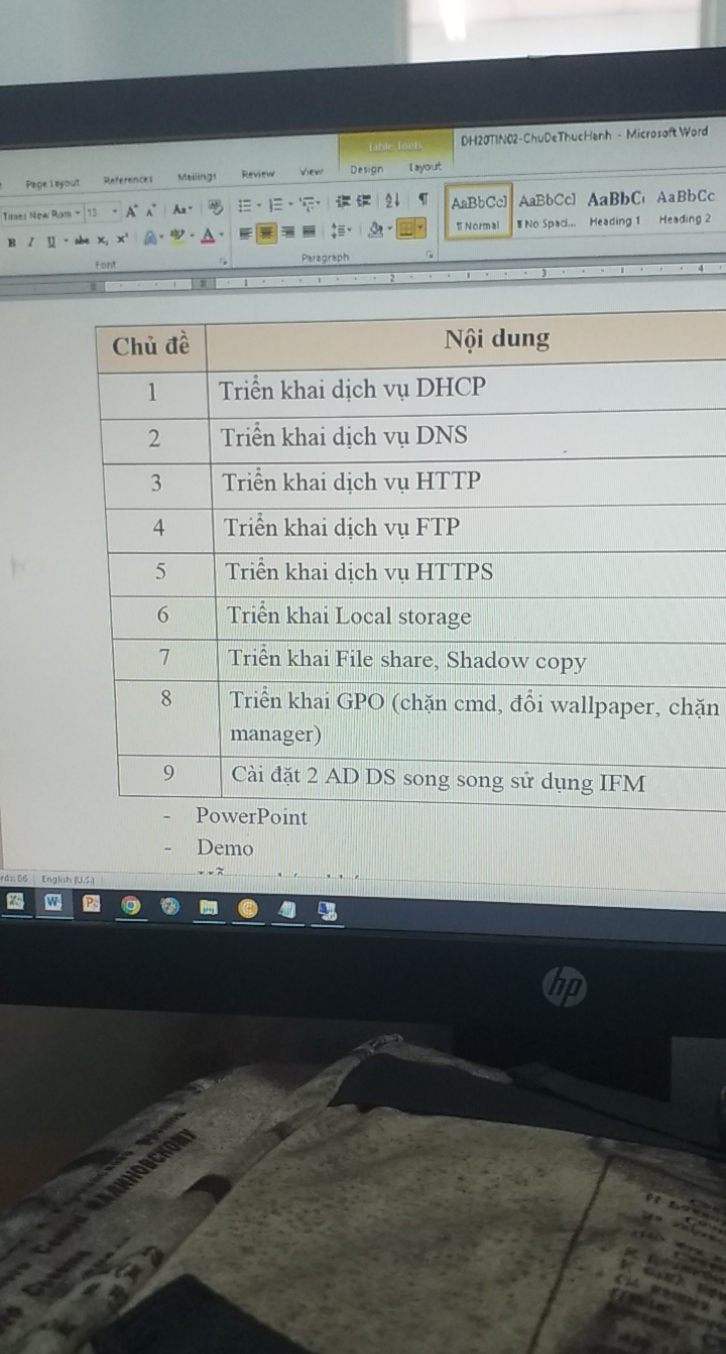 Table Tools
DH20TIN02-ChuDeThucHanh - Microsoft Word
Page Layout References Mailings Review View Design Layout
Times New Rom 13
B I U abc
AaBbCcI AaBbCcI AaBbC AaBbCc
Normal No Spaci... Heading 1 Heading 2
Font Paragraph
1 2 3 4
Chủ đề Nội dung
1 Triển khai dịch vụ DHCP
2 Triển khai dịch vụ DNS
3 Triển khai dịch vụ HTTP
4 Triển khai dịch vụ FTP
5 Triển khai dịch vụ HTTPS
6 Triển khai Local storage
7 Triển khai File share, Shadow copy
8 Triển khai GPO (chặn cmd, đổi wallpaper, chặn
manager)
9 Cài đặt 2 AD DS song song sử dụng IFM
- PowerPoint
- Demo
English (U.S.)
hp